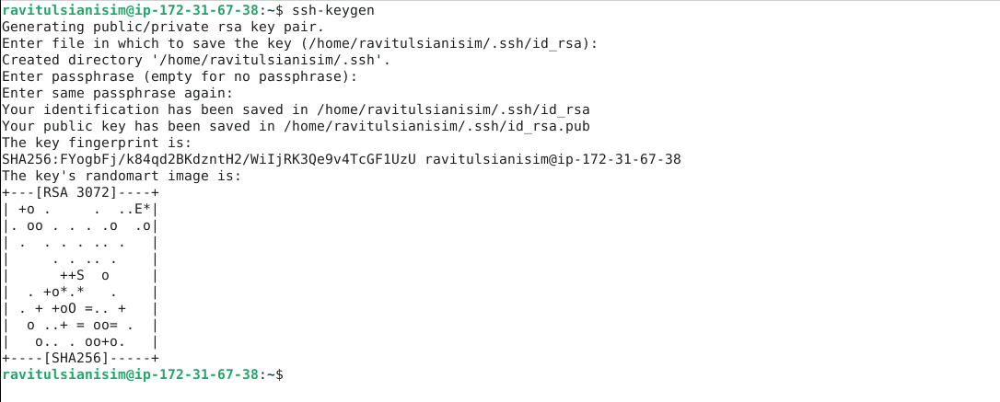 ravitulsianisim@ip-172-31-67-38:~$ ssh-keygen
Generating public/private rsa key pair.
Enter file in which to save the key (/home/ravitulsianisim/.ssh/id_rsa):
Created directory '/home/ravitulsianisim/.ssh'.
Enter passphrase (empty for no passphrase):
Enter same passphrase again:
Your identification has been saved in /home/ravitulsianisim/.ssh/id_rsa
Your public key has been saved in /home/ravitulsianisim/.ssh/id_rsa.pub
The key fingerprint is:
SHA256:FYogbFj/k84qd2BKdzntH2/WiIjRK3Qe9v4TcGF1UzU ravitulsianisim@ip-172-31-67-38
The key's randomart image is:
+---[RSA 3072]----+
| +o .     .  ..E*|
|. oo . . . .o  .o|
| .  . . . .. .   |
|     . . .. .    |
|      ++S  o     |
|  . +o*.*   .    |
| . + +oO =.. +   |
|  o ..+ = oo= .  |
|   o.. . oo+o.   |
+----[SHA256]-----+
ravitulsianisim@ip-172-31-67-38:~$